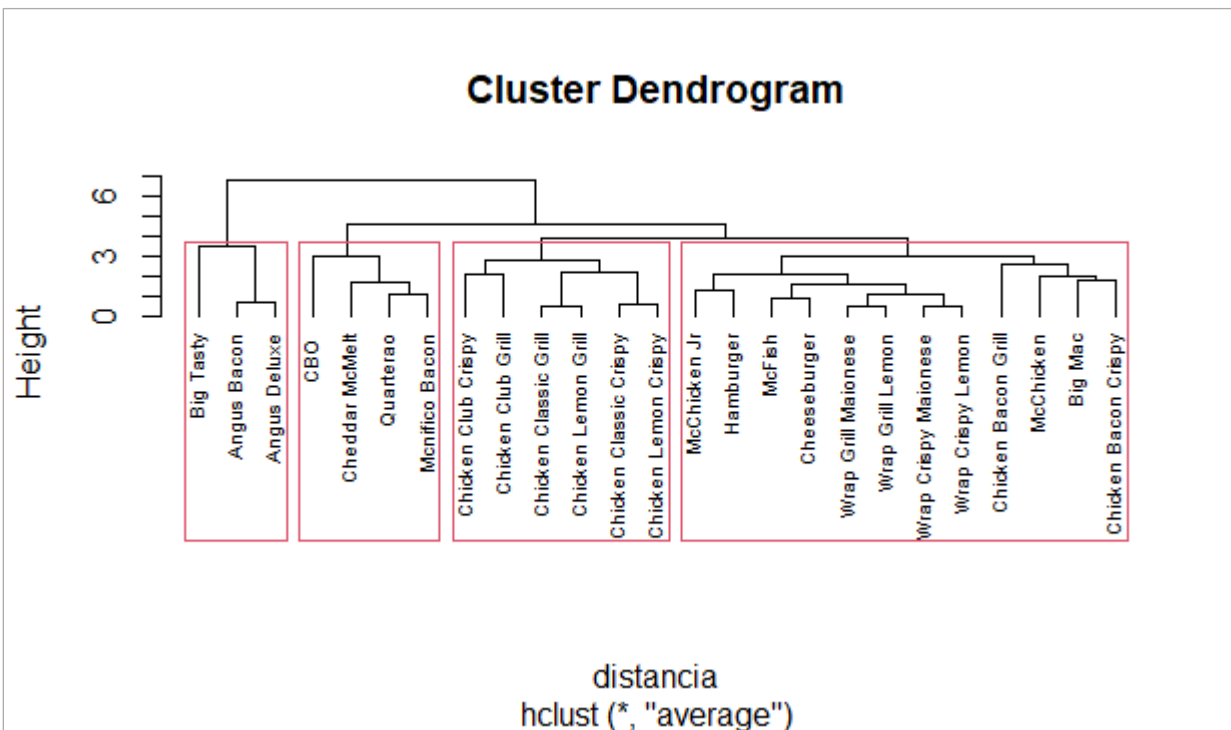 Cluster Dendrogram
Height
0 3 6
Big Tasty
Angus Bacon
Angus Deluxe
CBO
Cheddar McMelt
Quarterao
Mcnifico Bacon
Chicken Club Crispy
Chicken Club Grill
Chicken Classic Grill
Chicken Lemon Grill
Chicken Classic Crispy
Chicken Lemon Crispy
McChicken Jr
Hamburger
McFish
Cheeseburger
Wrap Grill Maionese
Wrap Grill Lemon
Wrap Crispy Maionese
Wrap Crispy Lemon
Chicken Bacon Grill
McChicken
Big Mac
Chicken Bacon Crispy
distancia
hclust (*, "average")